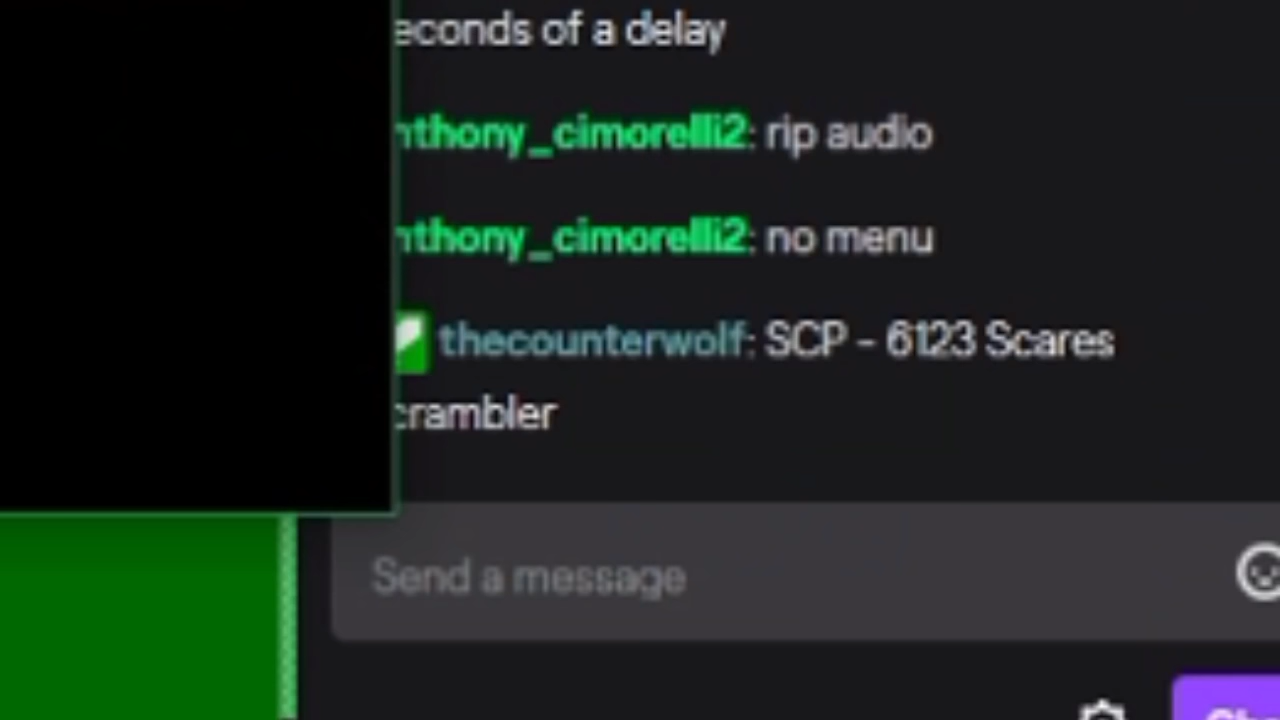 econds of a delay
nthony_cimorelli2: rip audio
nthony_cimorelli2: no menu
thecounterwolf: SCP - 6123 Scares
crambler
Send a message